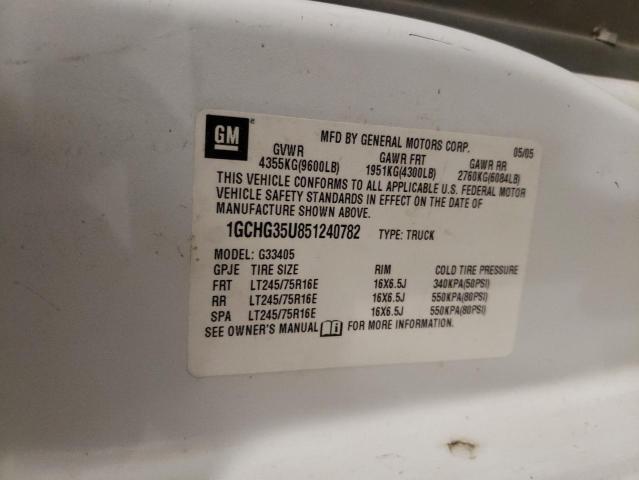 GM
MFD BY GENERAL MOTORS CORP. 05/05
GVWR GAWR FRT GAWR RR
4355KG(9600LB) 1951KG(4300LB) 2760KG(6084LB)
THIS VEHICLE CONFORMS TO ALL APPLICABLE U.S. FEDERAL MOTOR
VEHICLE SAFETY STANDARDS IN EFFECT ON THE DATE OF
MANUFACTURE SHOWN ABOVE.
1GCHG35U851240782 TYPE: TRUCK
MODEL: G33405
GPJE TIRE SIZE RIM COLD TIRE PRESSURE
FRT LT245/75R16E 16X6.5J 340KPA(50PSI)
RR LT245/75R16E 16X6.5J 550KPA(80PSI)
SPA LT245/75R16E 16X6.5J 550KPA(80PSI)
SEE OWNER'S MANUAL FOR MORE INFORMATION.